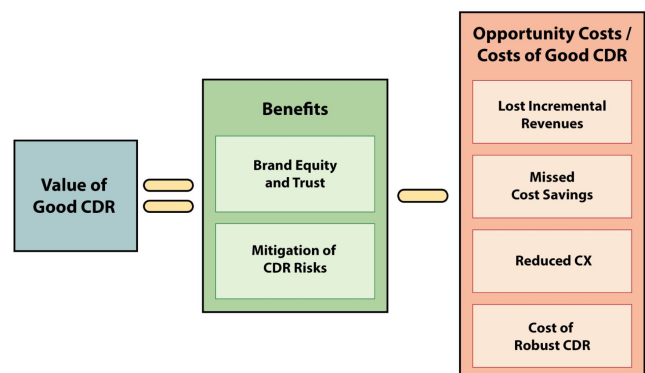 Value of
Good CDR
Benefits
Brand Equity
and Trust
Mitigation of
CDR Risks
Opportunity Costs /
Costs of Good CDR
Lost Incremental
Revenues
Missed
Cost Savings
Reduced CX
Cost of
Robust CDR